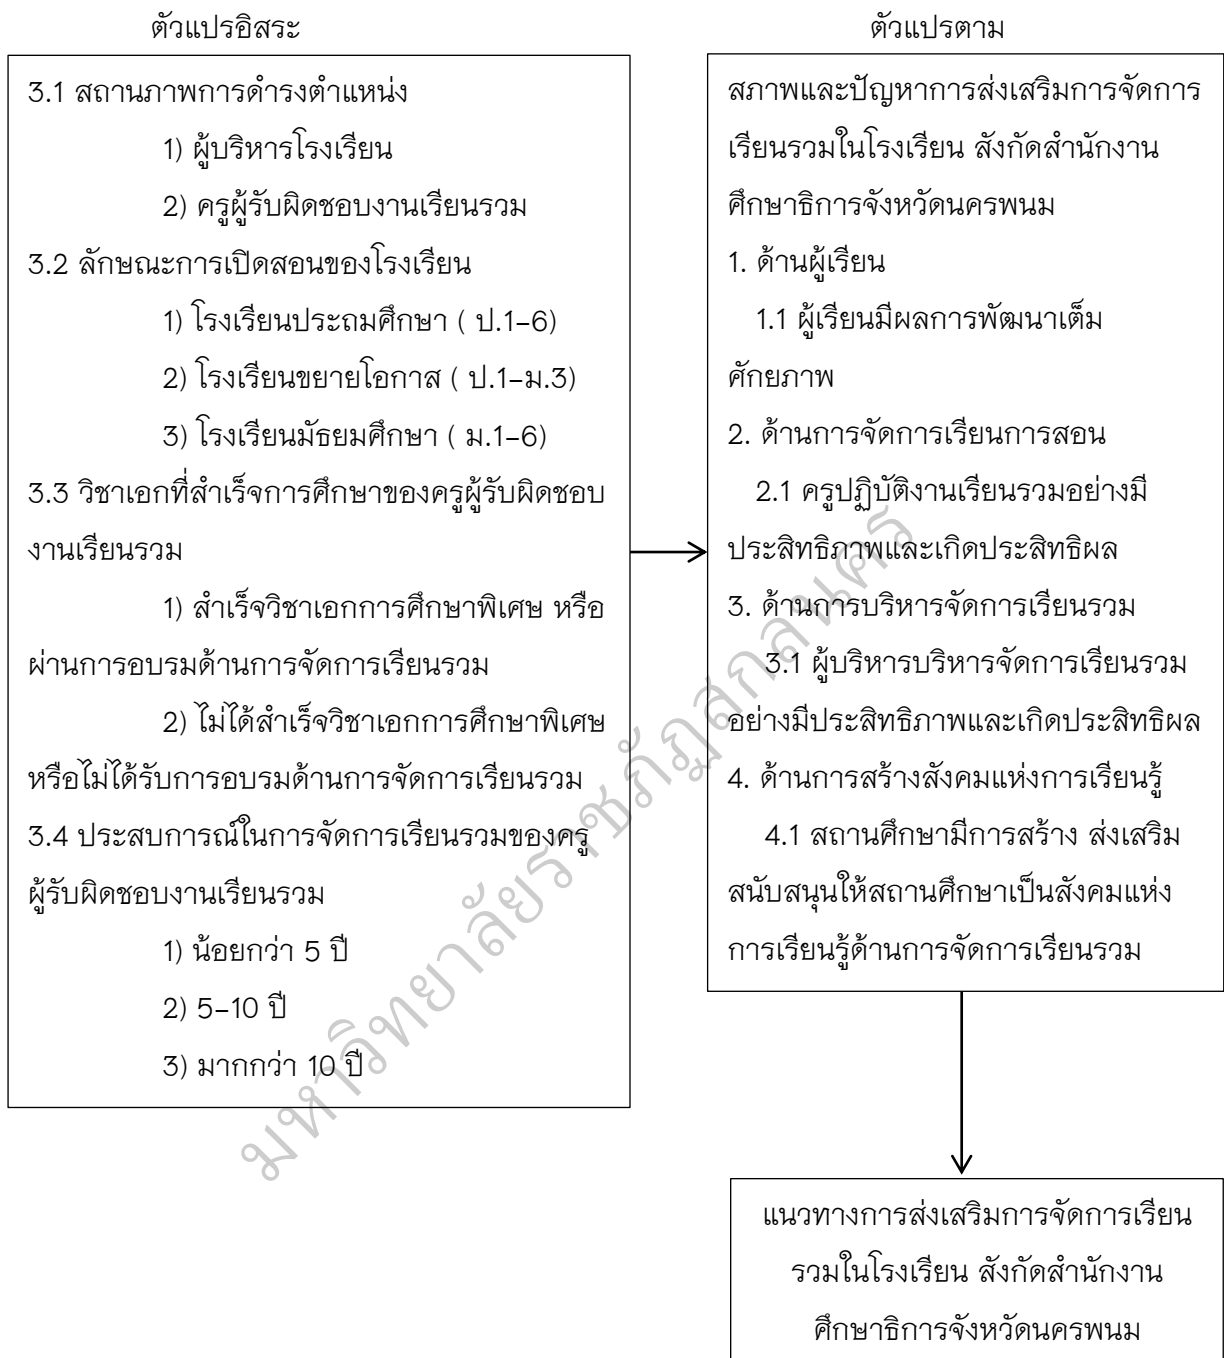 ตัวแปรอิสระ
3.1 สถานภาพการดำรงตำแหน่ง
1) ผู้บริหารโรงเรียน
2) ครูผู้รับผิดชอบงานเรียนรวม
3.2 ลักษณะการเปิดสอนของโรงเรียน
1) โรงเรียนประถมศึกษา ( ป.1–6)
2) โรงเรียนขยายโอกาส ( ป.1–ม.3)
3) โรงเรียนมัธยมศึกษา ( ม.1–6)
3.3 วิชาเอกที่สำเร็จการศึกษาของครูผู้รับผิดชอบ
งานเรียนรวม
1) สำเร็จวิชาเอกการศึกษาพิเศษ หรือ
ผ่านการอบรมด้านการจัดการเรียนรวม
2) ไม่ได้สำเร็จวิชาเอกการศึกษาพิเศษ
หรือไม่ได้รับการอบรมด้านการจัดการเรียนรวม
3.4 ประสบการณ์ในการจัดการเรียนรวมของครู
ผู้รับผิดชอบงานเรียนรวม
1) น้อยกว่า 5 ปี
2) 5–10 ปี
3) มากกว่า 10 ปี
ตัวแปรตาม
สภาพและปัญหาการส่งเสริมการจัดการ
เรียนรวมในโรงเรียน สังกัดสำนักงาน
ศึกษาธิการจังหวัดนครพนม
1. ด้านผู้เรียน
1.1 ผู้เรียนมีผลการพัฒนาเต็ม
ศักยภาพ
2. ด้านการจัดการเรียนการสอน
2.1 ครูปฏิบัติงานเรียนรวมอย่างมี
ประสิทธิภาพและเกิดประสิทธิผล
3. ด้านการบริหารจัดการเรียนรวม
3.1 ผู้บริหารบริหารจัดการเรียนรวม
อย่างมีประสิทธิภาพและเกิดประสิทธิผล
4. ด้านการสร้างสังคมแห่งการเรียนรู้
4.1 สถานศึกษามีการสร้าง ส่งเสริม
สนับสนุนให้สถานศึกษาเป็นสังคมแห่ง
การเรียนรู้ด้านการจัดการเรียนรวม
แนวทางการส่งเสริมการจัดการเรียน
รวมในโรงเรียน สังกัดสำนักงาน
ศึกษาธิการจังหวัดนครพนม
มหาวิทยาลัยราชภัฏสกลนคร